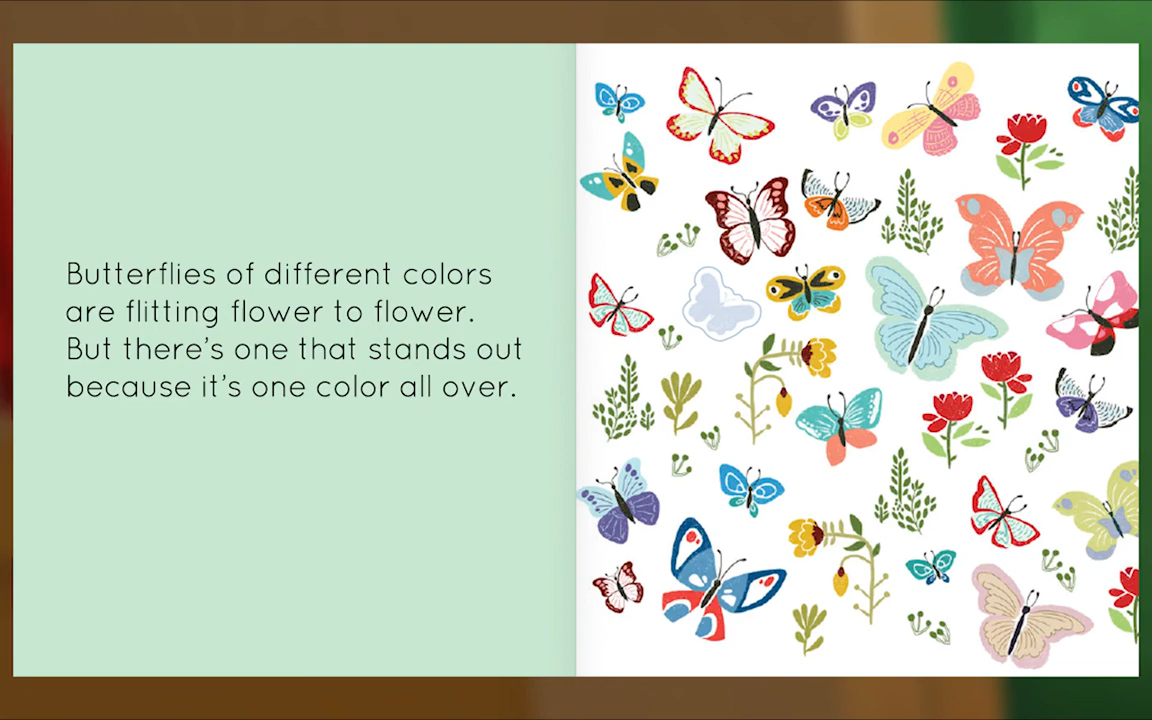 Butterflies of different colors
are flitting flower to flower.
But there's one that stands out
because it's one color all over.